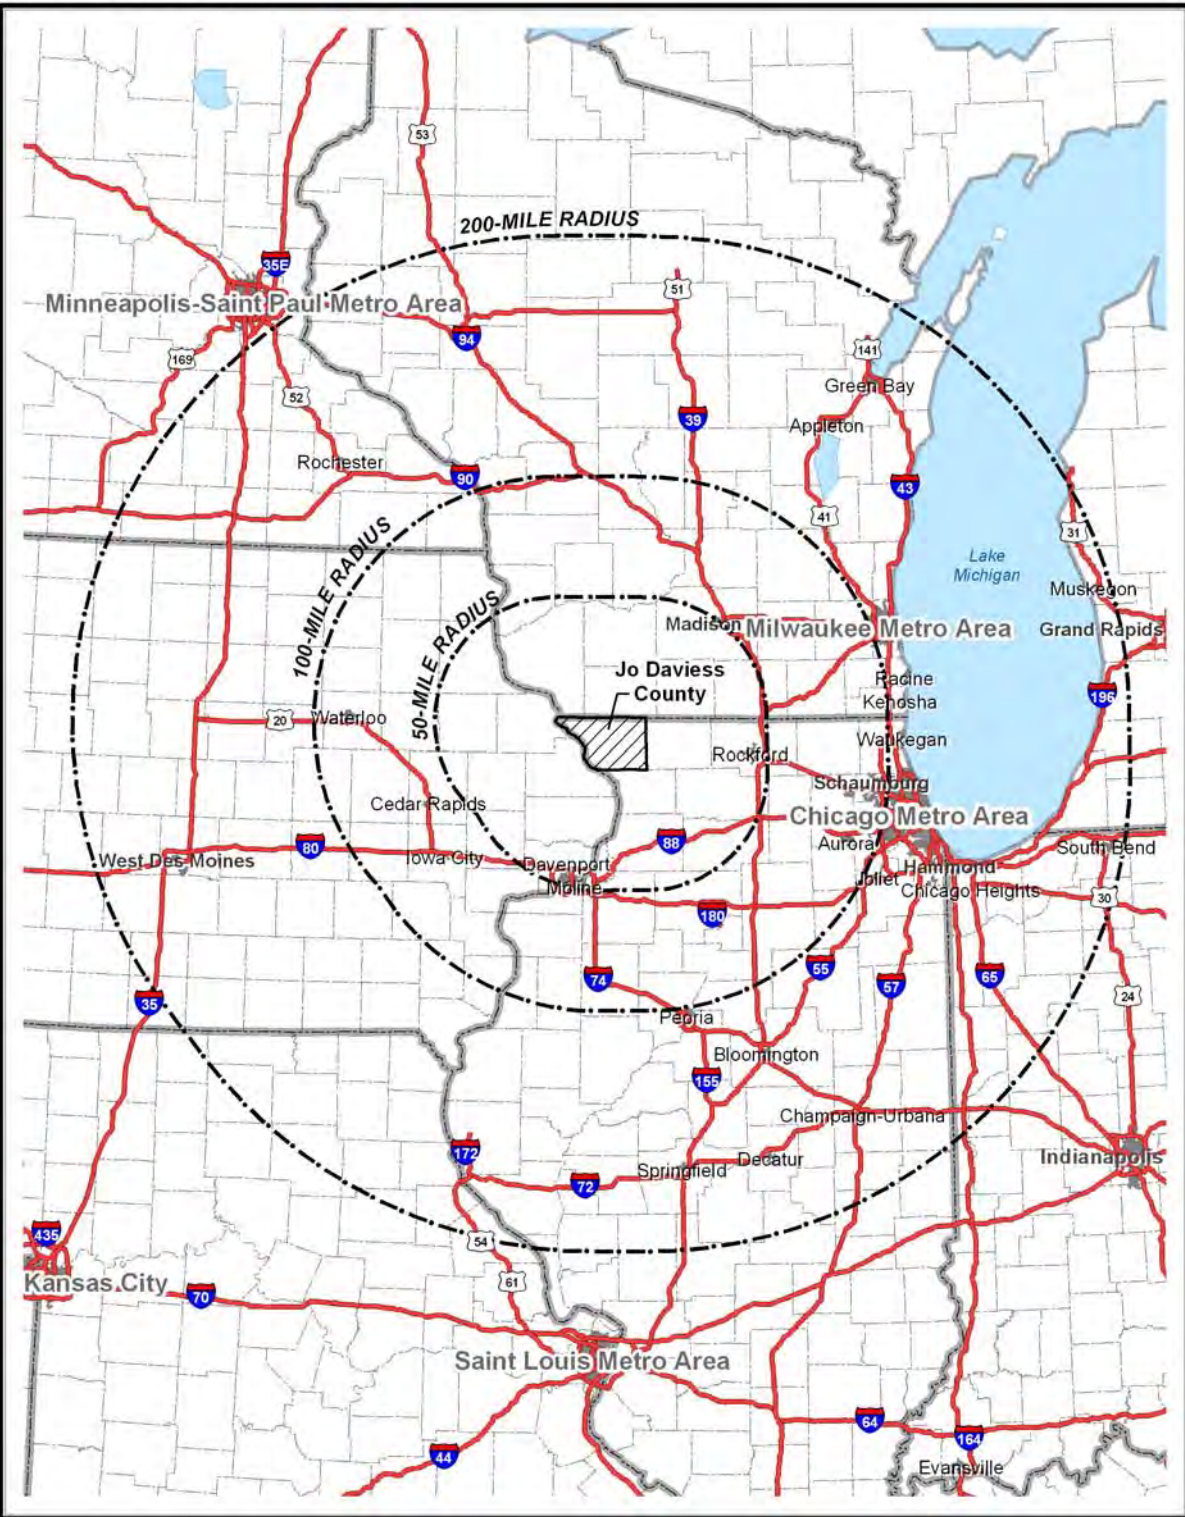 53
200-MILE RADIUS
35E
51
Minneapolis-Saint Paul Metro Area
94
141
169
Green Bay
52
39
Appleton
Rochester
90
43
41
31
100-MILE RADIUS
Lake
Michigan
Muskegon
50-MILE RADIUS
Madison
Milwaukee Metro Area
Grand Rapids
Jo Daviess
County
Racine
196
Kenosha
20
Waterloo
Waukegan
Rockford
Schaumburg
Cedar Rapids
Chicago Metro Area
88
Aurora
80
South Bend
West Des Moines
Iowa City
Davenport
Hammond
Joliet
Moline
Chicago Heights
30
180
55
65
74
57
24
35
Peoria
Bloomington
155
Champaign-Urbana
172
Decatur
Indianapolis
Springfield
72
435
54
Kansas City
61
70
Saint Louis Metro Area
64
164
44
Evansville